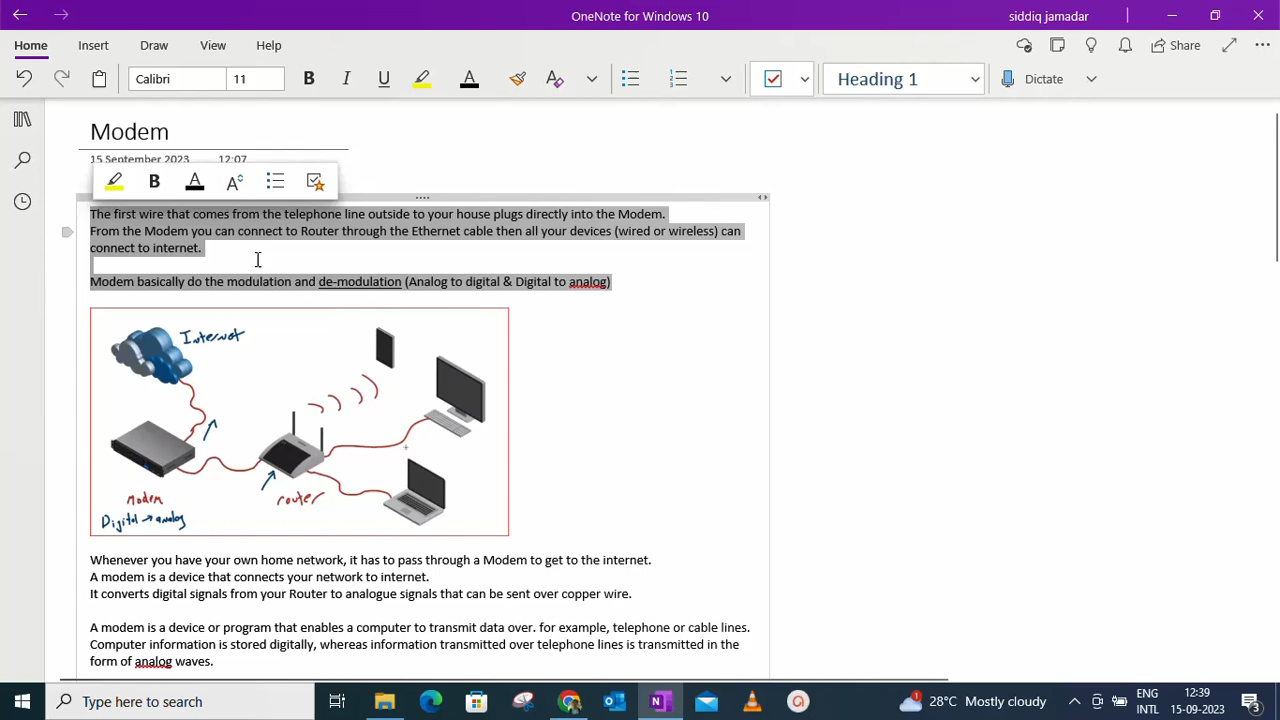 OneNote for Windows 10
siddiq jamadar
Home
Insert
Draw
View
Help
Share
Calibri
11
B
I
U
A
A
Heading 1
Dictate
Modem
15 September 2023 12:07
B
A
A
The first wire that comes from the telephone line outside to your house plugs directly into the Modem.
From the Modem you can connect to Router through the Ethernet cable then all your devices (wired or wireless) can
connect to internet.
Modem basically do the modulation and de-modulation (Analog to digital & Digital to analog)
Internet
Modem
router
Digital → analog
Whenever you have your own home network, it has to pass through a Modem to get to the internet.
A modem is a device that connects your network to internet.
It converts digital signals from your Router to analogue signals that can be sent over copper wire.
A modem is a device or program that enables a computer to transmit data over. for example, telephone or cable lines.
Computer information is stored digitally, whereas information transmitted over telephone lines is transmitted in the
form of analog waves.
Type here to search
28°C Mostly cloudy
ENG
INTL
12:39
15-09-2023
3